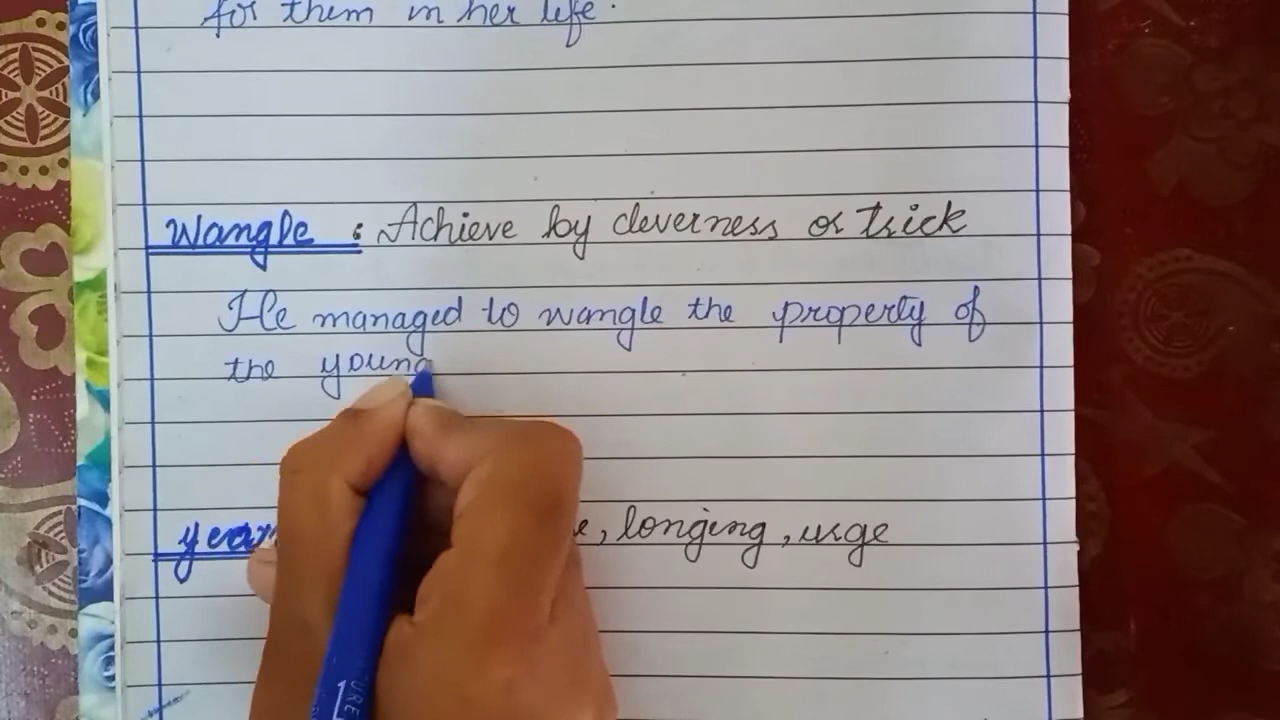 for them in her life.
Wangle : Achieve by cleverness or trick
He managed to wangle the property of
the young
longing, urge